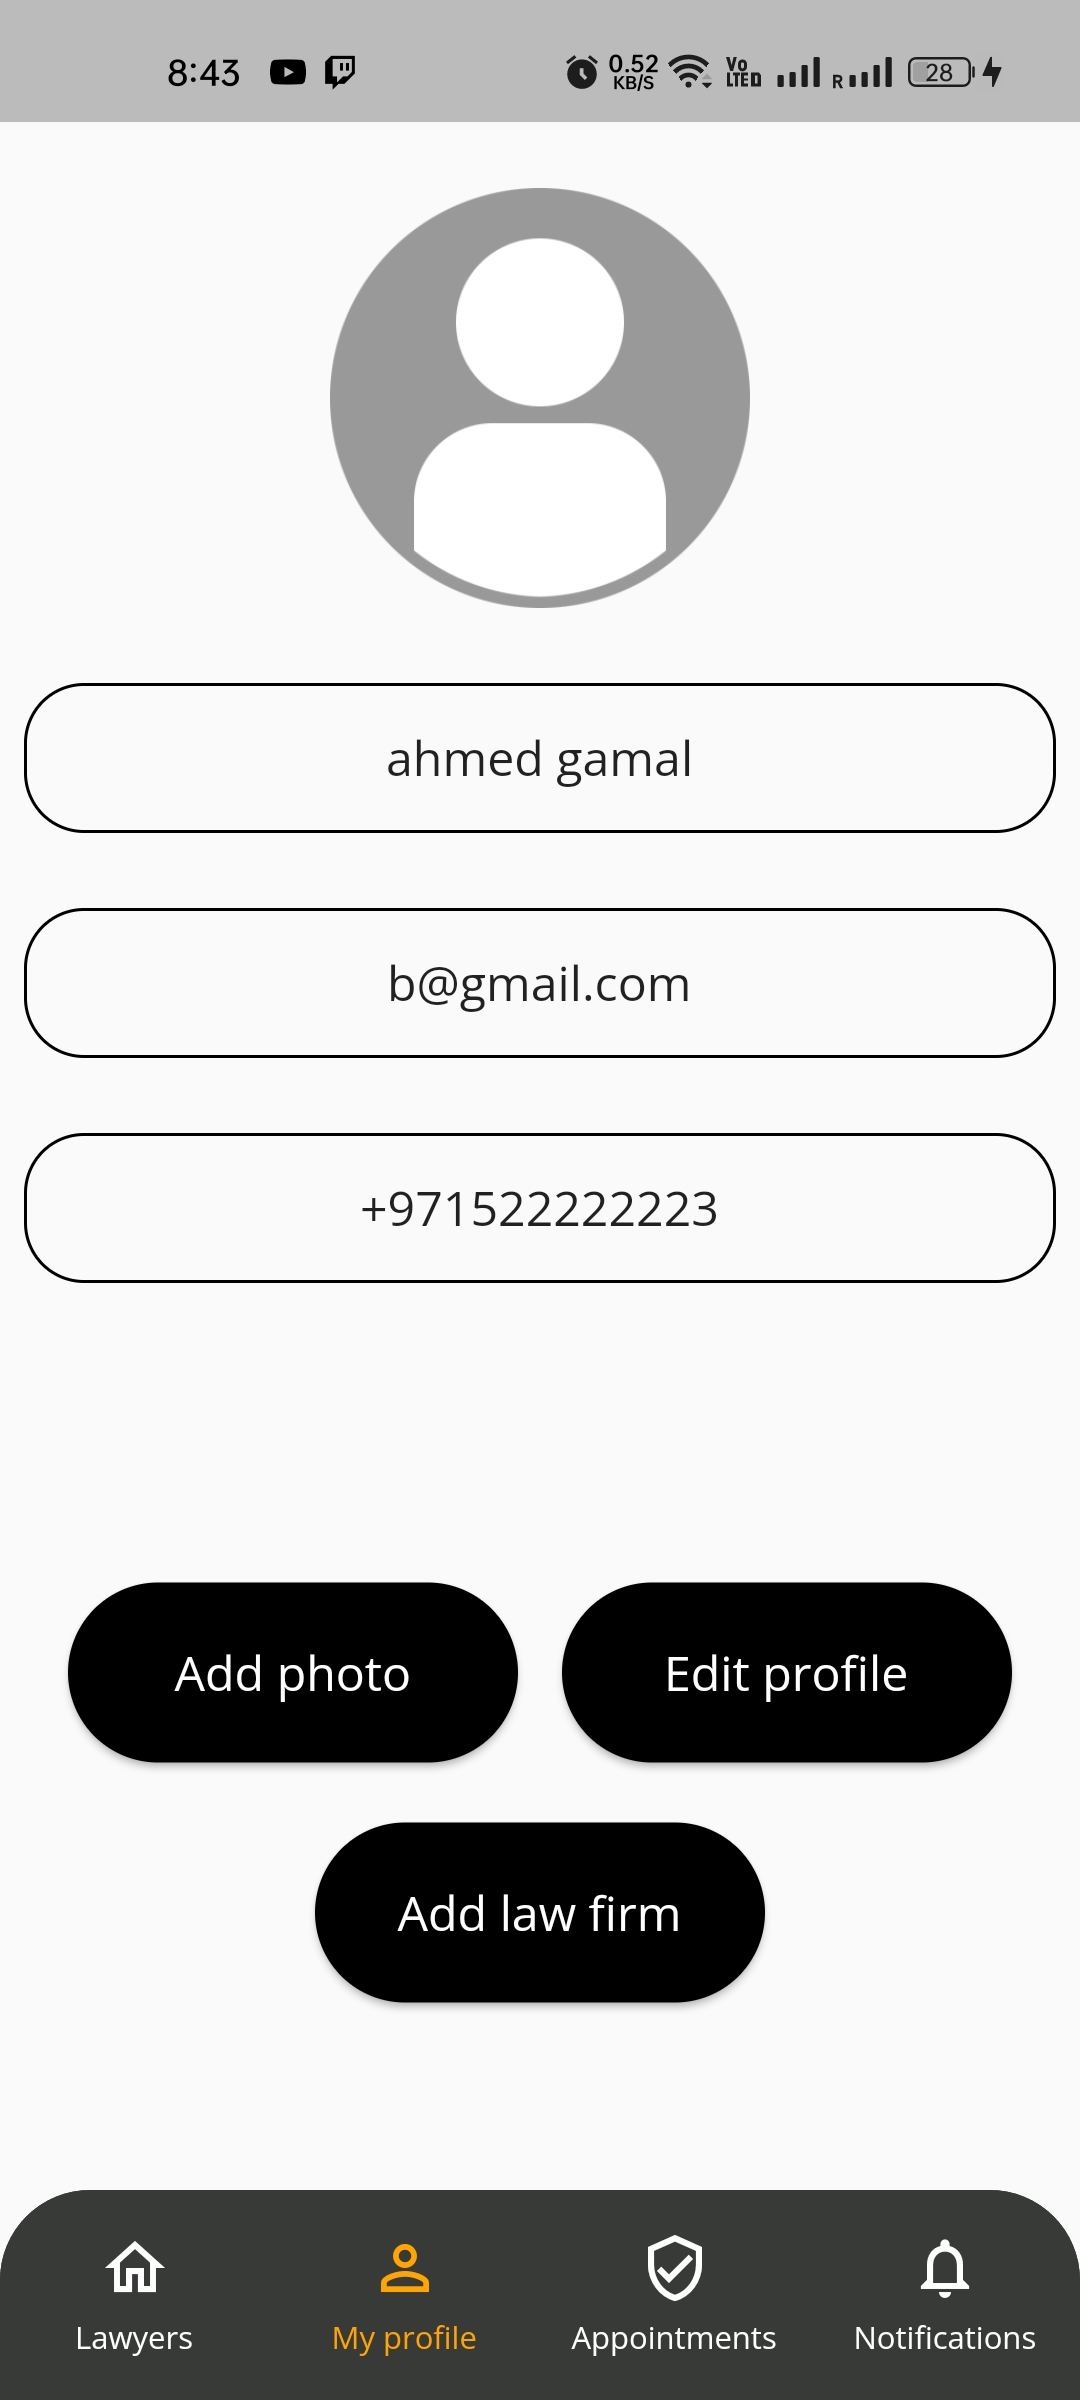 8:43
0.52
KB/S
Vo
LTED
R
28
ahmed gamal
b@gmail.com
+971522222223
Add photo
Edit profile
Add law firm
Lawyers
My profile
Appointments
Notifications